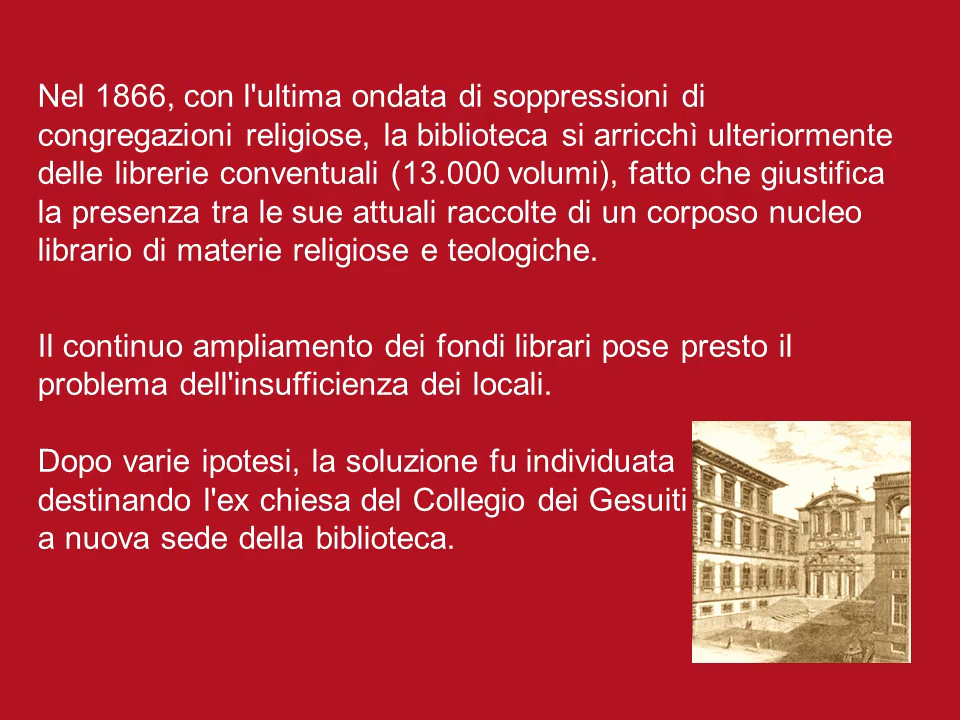 Nel 1866, con l'ultima ondata di soppressioni di
congregazioni religiose, la biblioteca si arricchì ulteriormente
delle librerie conventuali (13.000 volumi), fatto che giustifica
la presenza tra le sue attuali raccolte di un corposo nucleo
librario di materie religiose e teologiche.
Il continuo ampliamento dei fondi librari pose presto il
problema dell'insufficienza dei locali.
Dopo varie ipotesi, la soluzione fu individuata
destinando l'ex chiesa del Collegio dei Gesuiti
a nuova sede della biblioteca.